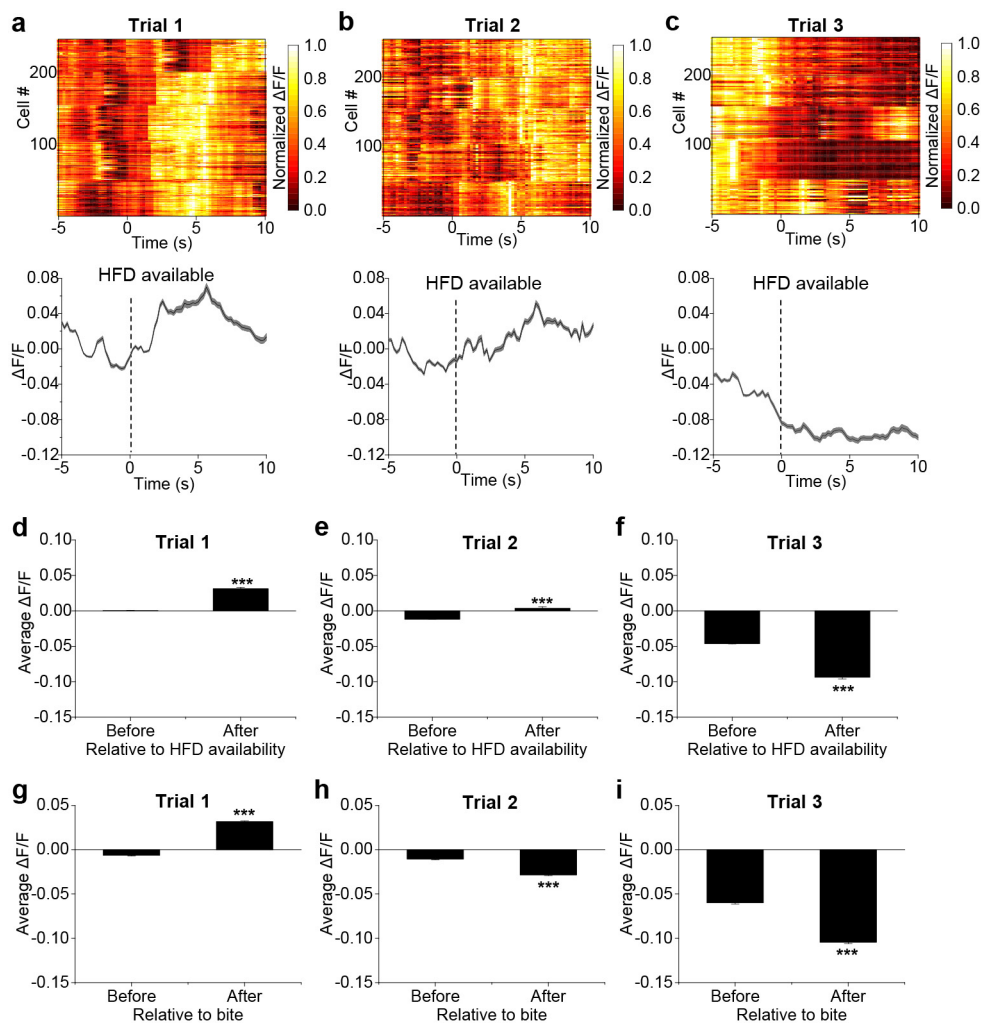 a
Trial 1
Cell #
200
100
-5
0
5
10
Time (s)
1.0
0.8
0.6
0.4
0.2
0.0
Normalized ΔF/F
b
Trial 2
Cell #
200
100
-5
0
5
10
Time (s)
1.0
0.8
0.6
0.4
0.2
0.0
Normalized ΔF/F
c
Trial 3
Cell #
200
100
-5
0
5
10
Time (s)
1.0
0.8
0.6
0.4
0.2
0.0
Normalized ΔF/F
HFD available
ΔF/F
0.08
0.04
0.00
-0.04
-0.08
-0.12
-5
0
5
10
Time (s)
HFD available
ΔF/F
0.08
0.04
0.00
-0.04
-0.08
-0.12
-5
0
5
10
Time (s)
HFD available
ΔF/F
0.08
0.04
0.00
-0.04
-0.08
-0.12
-5
0
5
10
Time (s)
d
Trial 1
Average ΔF/F
0.10
0.05
0.00
-0.05
-0.10
-0.15
***
Before
After
Relative to HFD availability
e
Trial 2
Average ΔF/F
0.10
0.05
0.00
-0.05
-0.10
-0.15
***
Before
After
Relative to HFD availability
f
Trial 3
Average ΔF/F
0.10
0.05
0.00
-0.05
-0.10
-0.15
***
Before
After
Relative to HFD availability
g
Trial 1
Average ΔF/F
0.05
0.00
-0.05
-0.10
-0.15
***
Before
After
Relative to bite
h
Trial 2
Average ΔF/F
0.05
0.00
-0.05
-0.10
-0.15
***
Before
After
Relative to bite
i
Trial 3
Average ΔF/F
0.05
0.00
-0.05
-0.10
-0.15
***
Before
After
Relative to bite